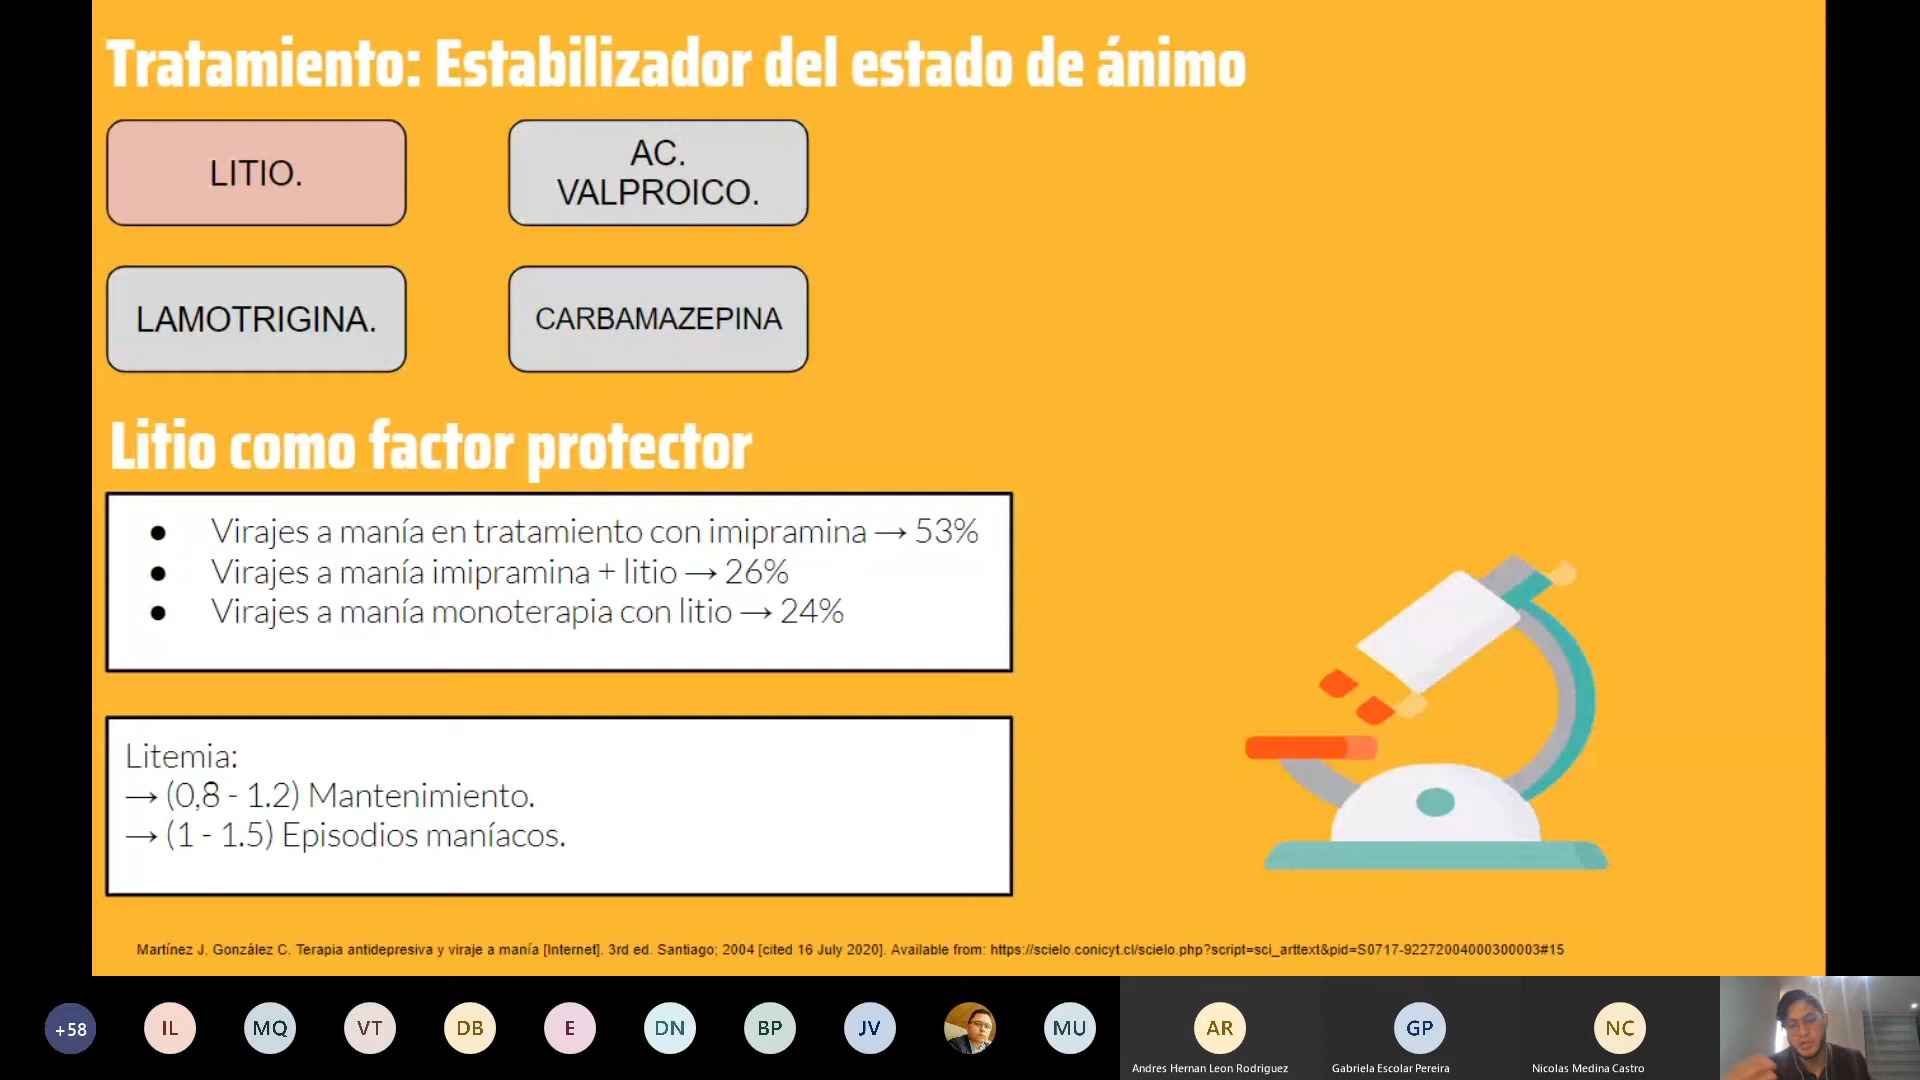 Tratamiento: Estabilizador del estado de ánimo
LITIO.
AC.
VALPROICO.
LAMOTRIGINA.
CARBAMAZEPINA
Litio como factor protector
● Virajes a manía en tratamiento con imipramina → 53%
● Virajes a manía imipramina + litio → 26%
● Virajes a manía monoterapia con litio → 24%
Litemia:
→ (0,8 - 1.2) Mantenimiento.
→ (1 - 1.5) Episodios maníacos.
Martínez J, González C. Terapia antidepresiva y viraje a manía [Internet]. 3rd ed. Santiago; 2004 [cited 16 July 2020]. Available from: https://scielo.conicyt.cl/scielo.php?script=sci_arttext&pid=S0717-92272004000300003#15
+58 IL MQ VT DB E DN BP JV MU AR GP NC
Andres Hernan Leon Rodriguez Gabriela Escolar Pereira Nicolas Medina Castro